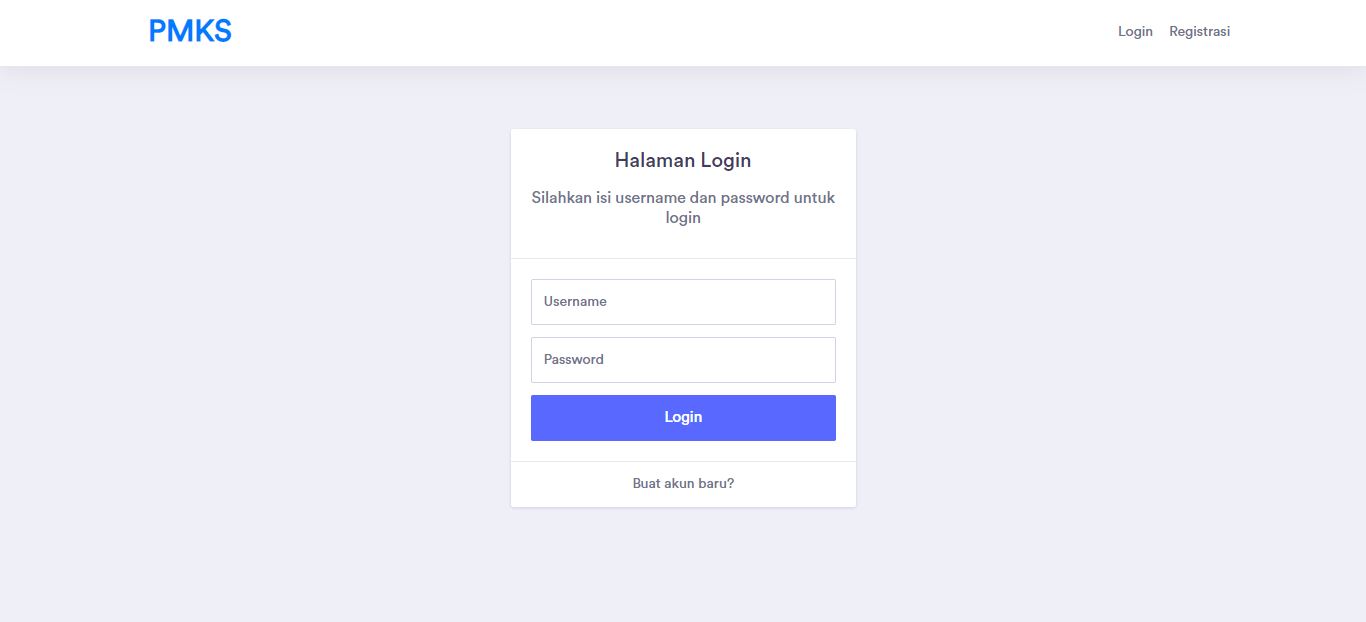 PMKS
Login Registrasi
Halaman Login
Silahkan isi username dan password untuk
login
Username
Password
Login
Buat akun baru?